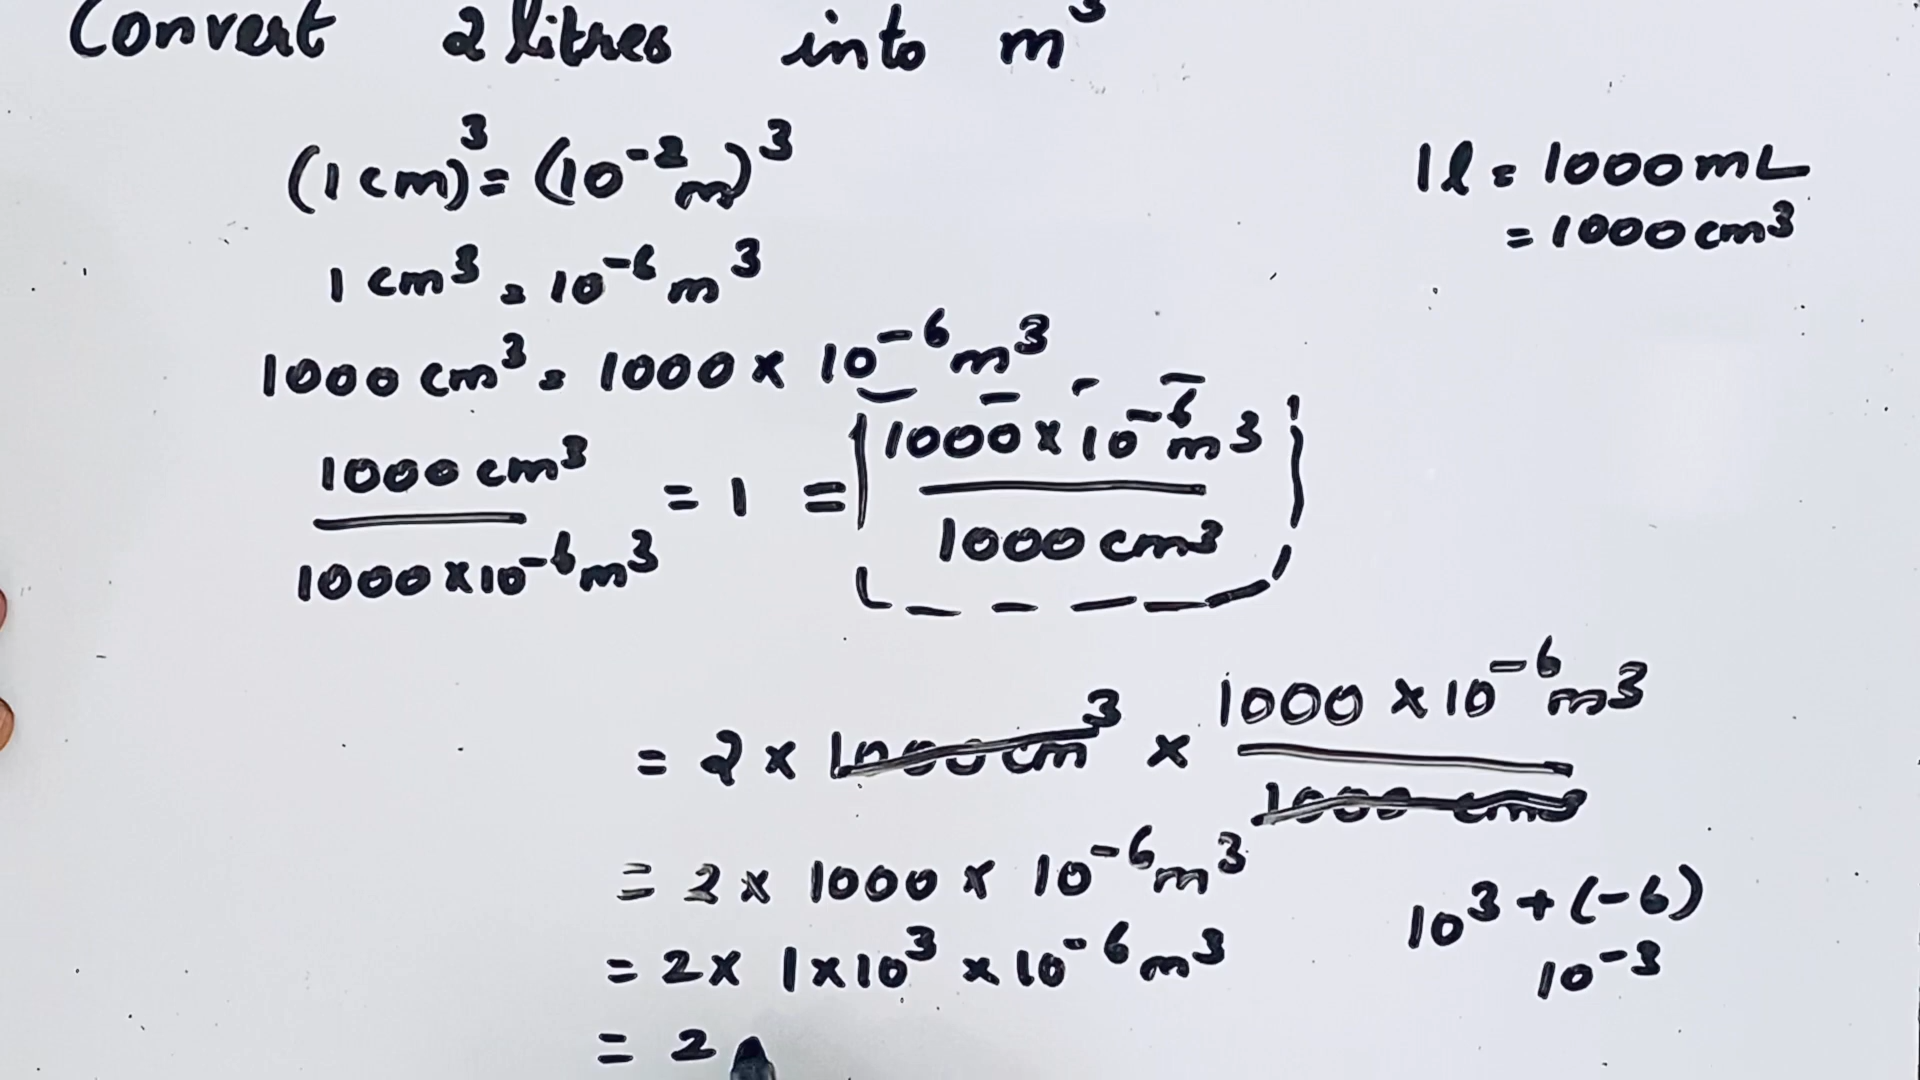 Convert 2 litres into m³
(1 cm)³ = (10⁻²m)³
1l = 1000mL
= 1000 cm³
1 cm³ = 10⁻⁶ m³
1000 cm³ = 1000 × 10⁻⁶ m³
1000 cm³ / 1000 × 10⁻⁶ m³ = 1 = 1000 × 10⁻⁶ m³ / 1000 cm³
= 2 × 1000 cm³ × 1000 × 10⁻⁶ m³ / 1000 cm³
= 2 × 1000 × 10⁻⁶ m³
10³ + (-6)
= 2 × 1 × 10³ × 10⁻⁶ m³
10⁻³
= 2